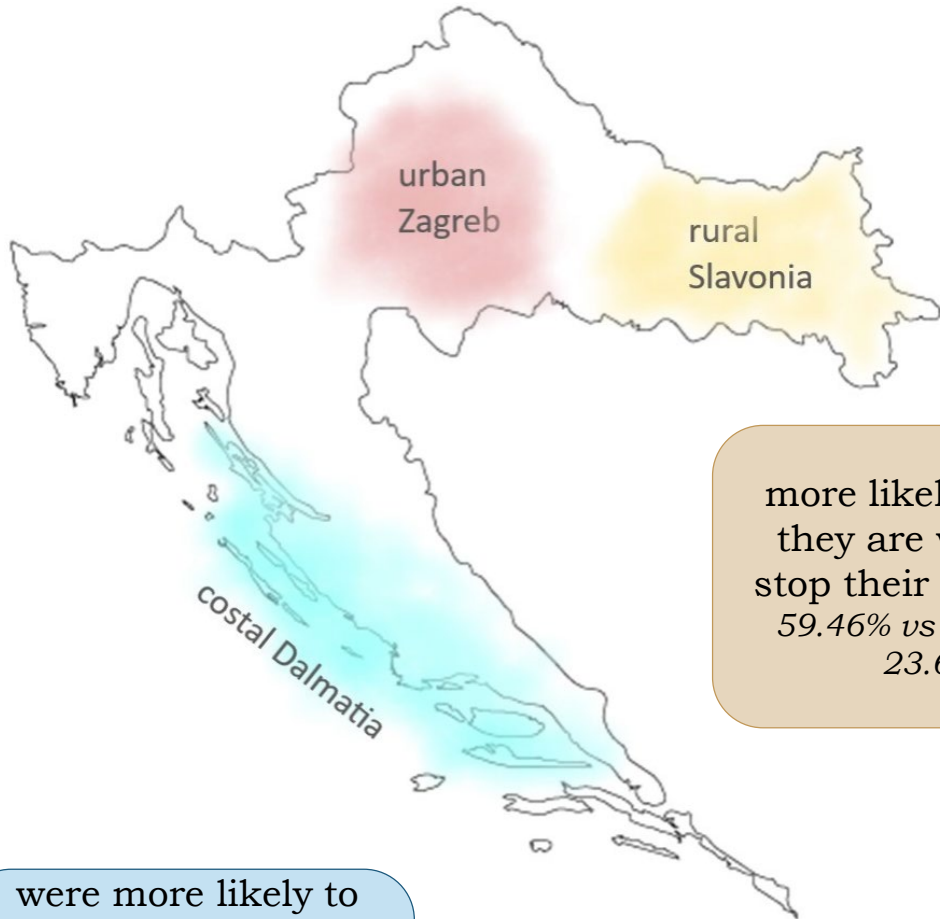 urban
Zagreb
rural
Slavonia
costal Dalmatia
more likel
they are
stop their
59.46% vs
23.6
were more likely to